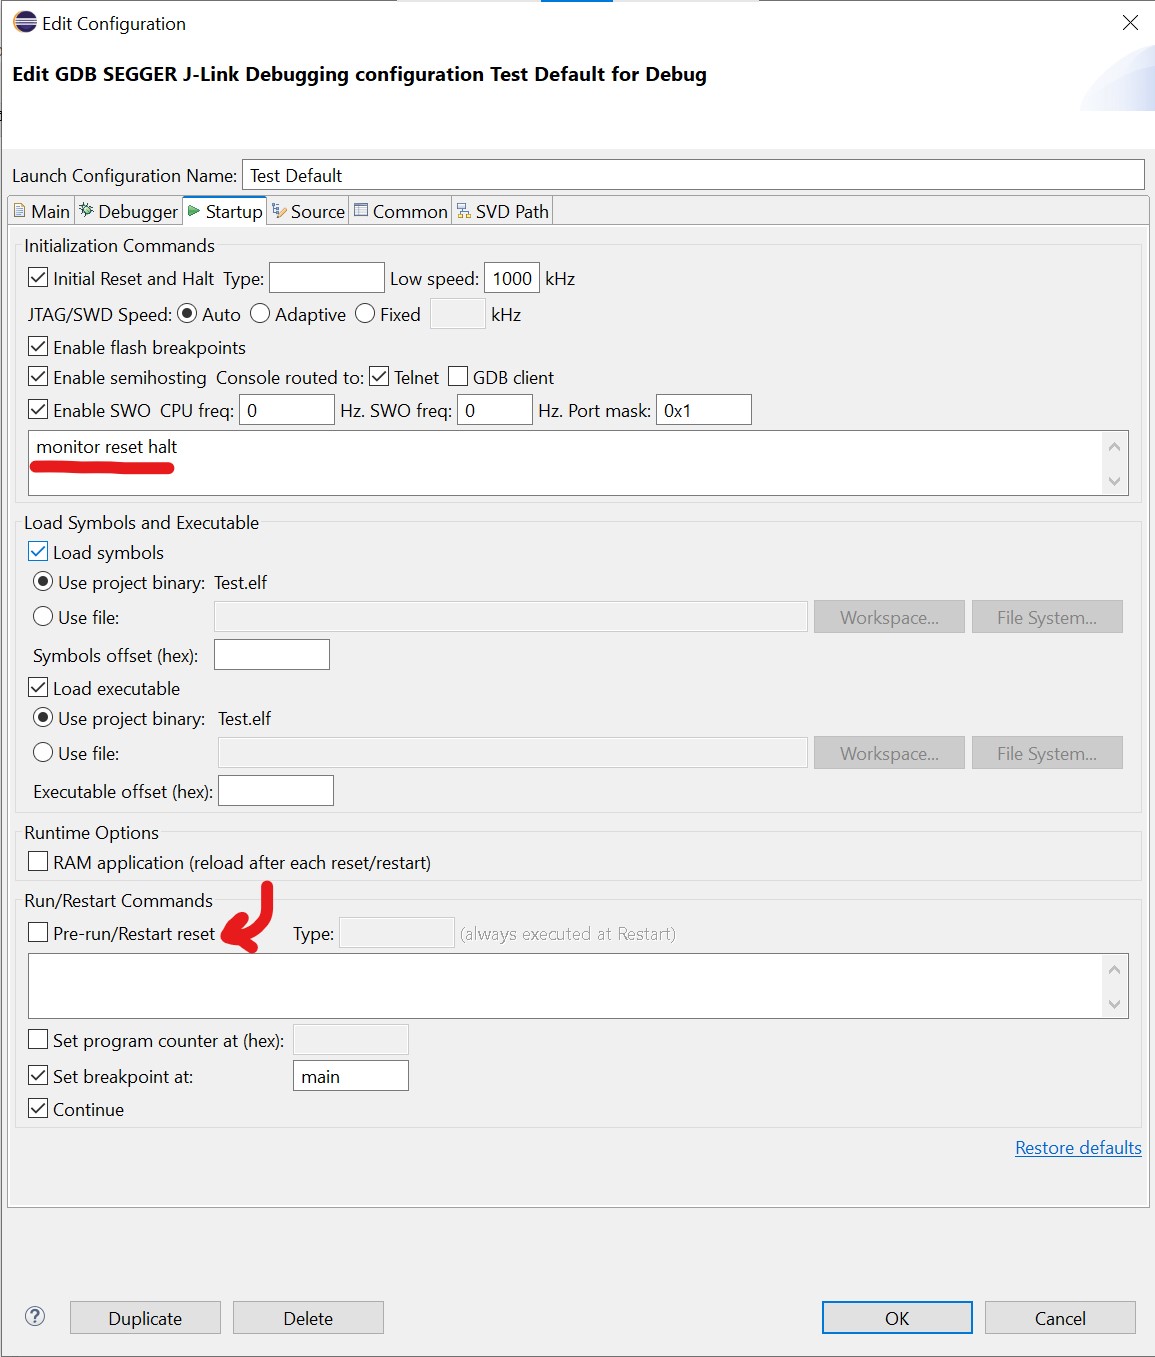 Edit Configuration
Edit GDB SEGGER J-Link Debugging configuration Test Default for Debug
Launch Configuration Name: Test Default
Main Debugger Startup Source Common SVD Path
Initialization Commands
Initial Reset and Halt Type: Low speed: 1000 kHz
JTAG/SWD Speed: Auto Adaptive Fixed kHz
Enable flash breakpoints
Enable semihosting Console routed to: Telnet GDB client
Enable SWO CPU freq: 0 Hz. SWO freq: 0 Hz. Port mask: 0x1
monitor reset halt
Load Symbols and Executable
Load symbols
Use project binary: Test.elf
Use file: Workspace... File System...
Symbols offset (hex):
Load executable
Use project binary: Test.elf
Use file: Workspace... File System...
Executable offset (hex):
Runtime Options
RAM application (reload after each reset/restart)
Run/Restart Commands
Pre-run/Restart reset Type: (always executed at Restart)
Set program counter at (hex):
Set breakpoint at: main
Continue
Restore defaults
? Duplicate Delete OK Cancel